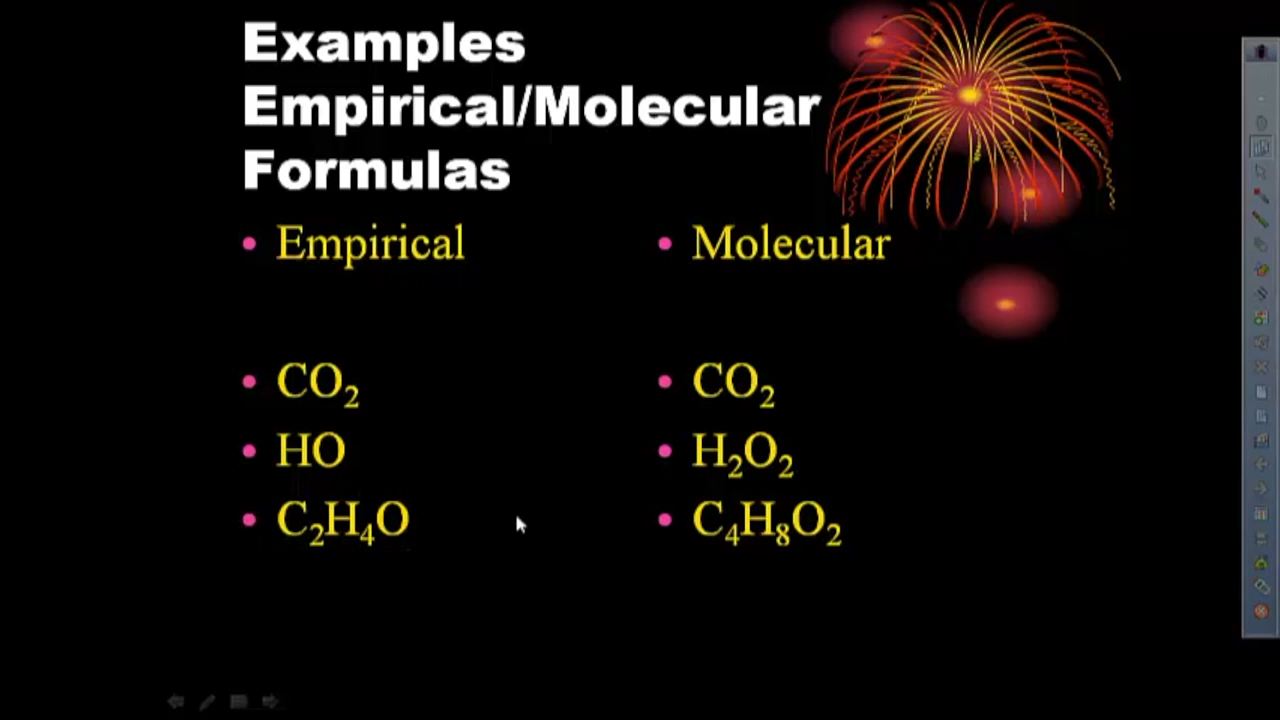 Examples
Empirical/Molecular
Formulas
• Empirical
• CO₂
• HO
• C₂H₄O
• Molecular
• CO₂
• H₂O₂
• C₄H₈O₂